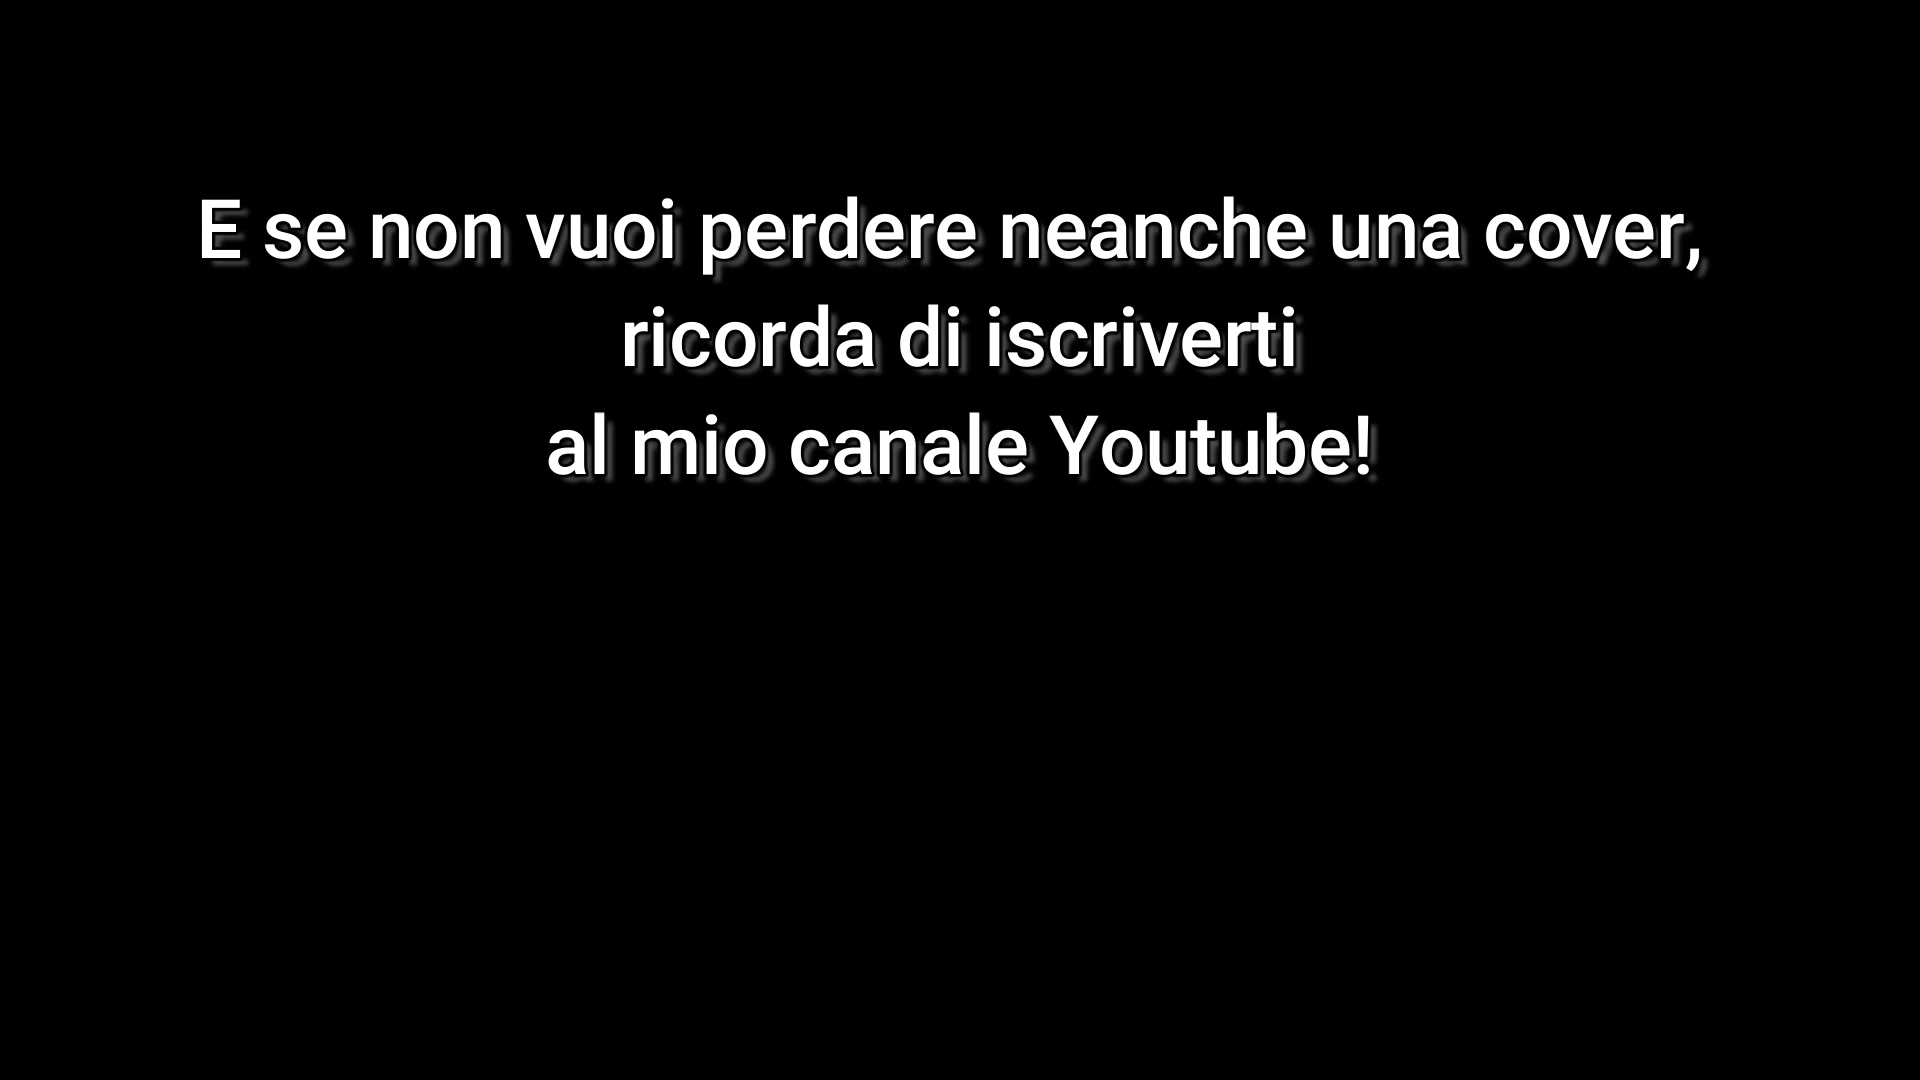 E se non vuoi perdere neanche una cover,
ricorda di iscriverti
al mio canale Youtube!